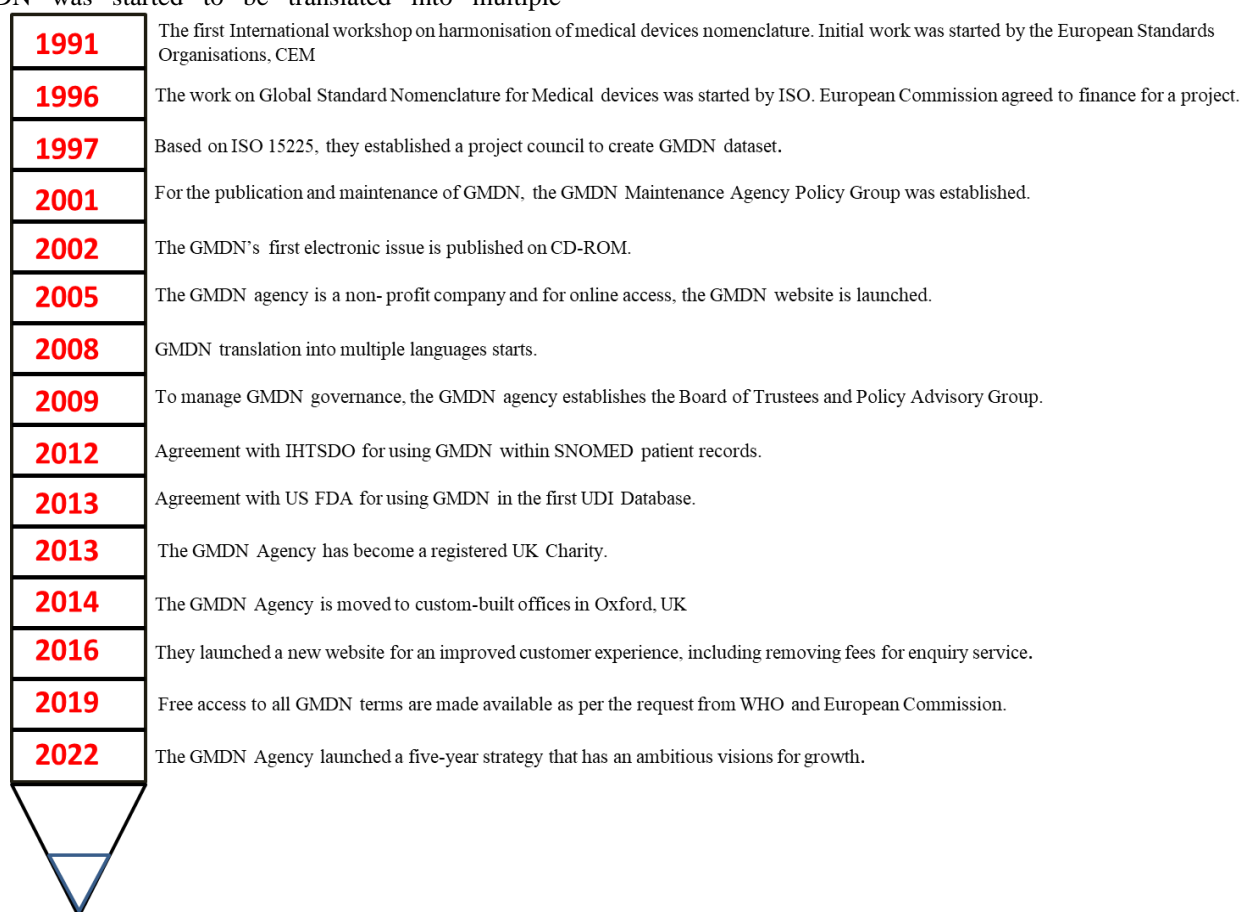 was started to be translated into multiple
1991
The first International workshop on harmonisation of medical devices nomenclature. Initial work was started by the European Standards
Organisations, CEM
1996
The work on Global Standard Nomenclature for Medical devices was started by ISO. European Commission agreed to finance for a project.
1997
Based on ISO 15225, they established a project council to create GMDN dataset.
2001
For the publication and maintenance of GMDN, the GMDN Maintenance Agency Policy Group was established.
2002
The GMDN's first electronic issue is published on CD-ROM.
2005
The GMDN agency is a non- profit company and for online access, the GMDN website is launched.
2008
GMDN translation into multiple languages starts.
2009
To manage GMDN governance, the GMDN agency establishes the Board of Trustees and Policy Advisory Group.
2012
Agreement with IHTSDO for using GMDN within SNOMED patient records.
2013
Agreement with US FDA for using GMDN in the first UDI Database.
2013
The GMDN Agency has become a registered UK Charity.
2014
The GMDN Agency is moved to custom-built offices in Oxford, UK
2016
They launched a new website for an improved customer experience, including removing fees for enquiry service.
2019
Free access to all GMDN terms are made available as per the request from WHO and European Commission.
2022
The GMDN Agency launched a five-year strategy that has an ambitious visions for growth.